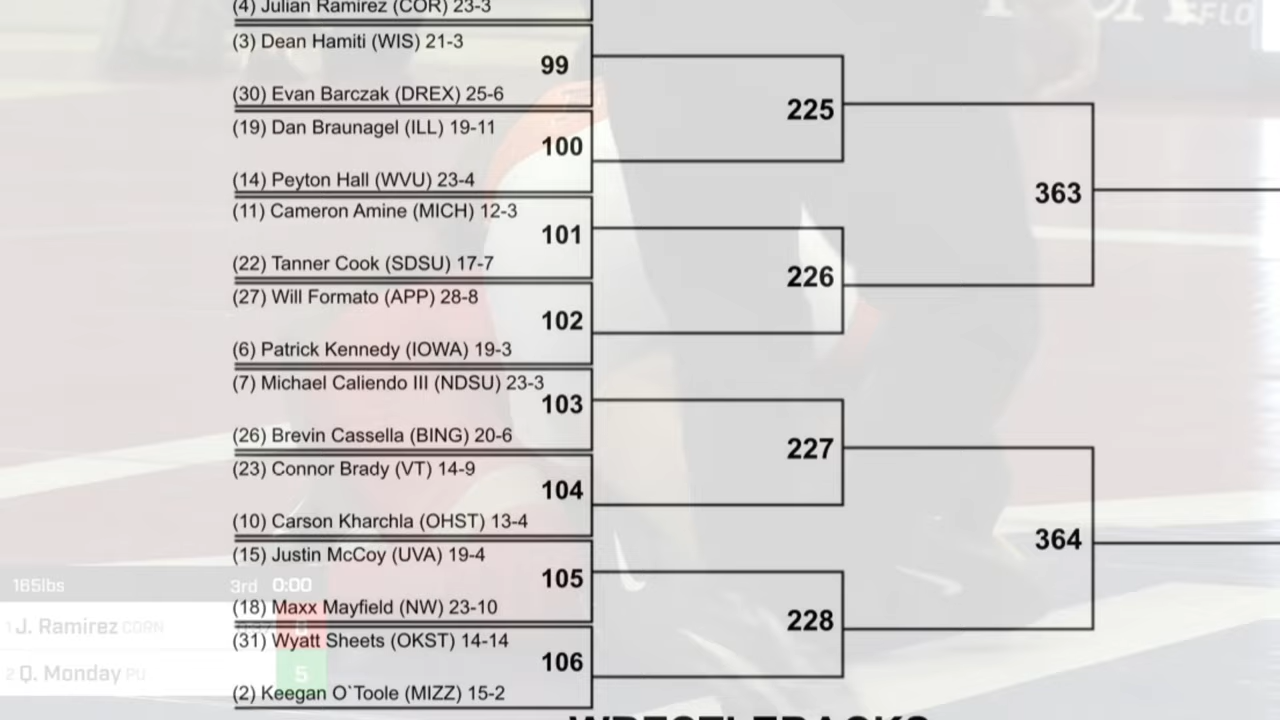 (4) Julian Ramirez (COR) 23-3
(3) Dean Hamiti (WIS) 21-3
99
(30) Evan Barczak (DREX) 25-6
225
(19) Dan Braunagel (ILL) 19-11
100
(14) Peyton Hall (WVU) 23-4
363
(11) Cameron Amine (MICH) 12-3
101
(22) Tanner Cook (SDSU) 17-7
226
(27) Will Formato (APP) 28-8
102
(6) Patrick Kennedy (IOWA) 19-3
(7) Michael Caliendo III (NDSU) 23-3
103
(26) Brevin Cassella (BING) 20-6
227
(23) Connor Brady (VT) 14-9
104
(10) Carson Kharchla (OHST) 13-4
364
(15) Justin McCoy (UVA) 19-4
105
(18) Maxx Mayfield (NW) 23-10
228
(31) Wyatt Sheets (OKST) 14-14
106
(2) Keegan O`Toole (MIZZ) 15-2
165lbs 3rd 0:00
1 J. Ramirez CORN
2 Q. Monday PU 5
WRESTLEBACKS
FLO